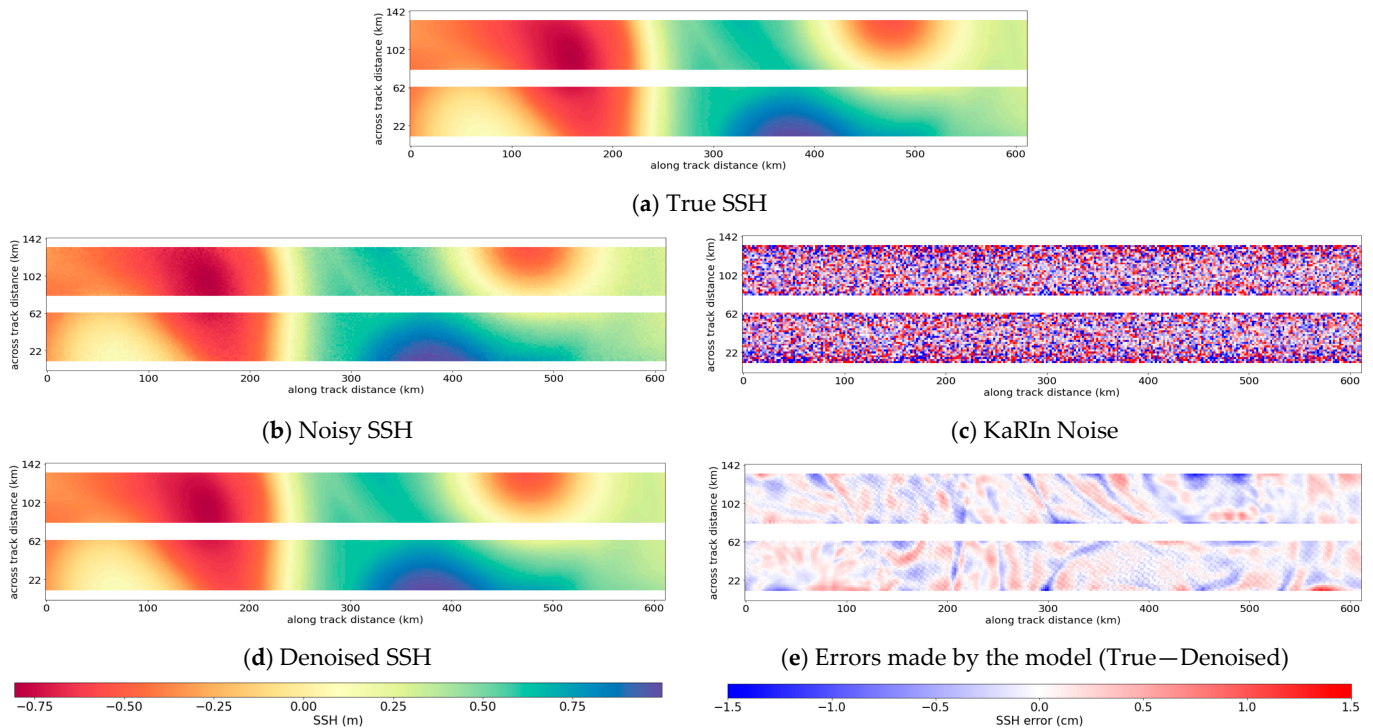 142
102
62
22
across track distance (km)
0 100 200 300 400 500 600
along track distance (km)
(a) True SSH
142
102
62
22
across track distance (km)
0 100 200 300 400 500 600
along track distance (km)
(b) Noisy SSH
142
102
62
22
across track distance (km)
0 100 200 300 400 500 600
along track distance (km)
(c) KaRIn Noise
142
102
62
22
across track distance (km)
0 100 200 300 400 500 600
along track distance (km)
(d) Denoised SSH
142
102
62
22
across track distance (km)
0 100 200 300 400 500 600
along track distance (km)
(e) Errors made by the model (True—Denoised)
−0.75 −0.50 −0.25 0.00 0.25 0.50 0.75
SSH (m)
−1.5 −1.0 −0.5 0.0 0.5 1.0 1.5
SSH error (cm)